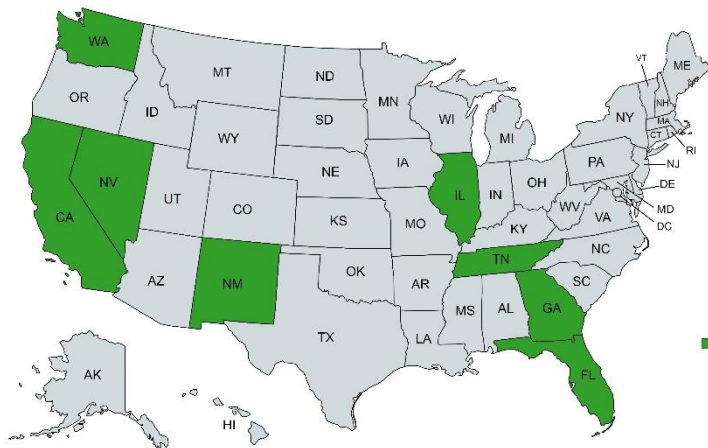 WA
MT
ND
MN
VT
ME
OR
ID
SD
WI
MI
NY
NH
MA
CT
RI
WY
IA
NE
PA
NJ
NV
UT
CO
IL
IN
OH
DE
MD
DC
CA
KS
MO
KY
WV
VA
AZ
NM
OK
AR
TN
NC
SC
TX
LA
MS
AL
GA
FL
AK
HI